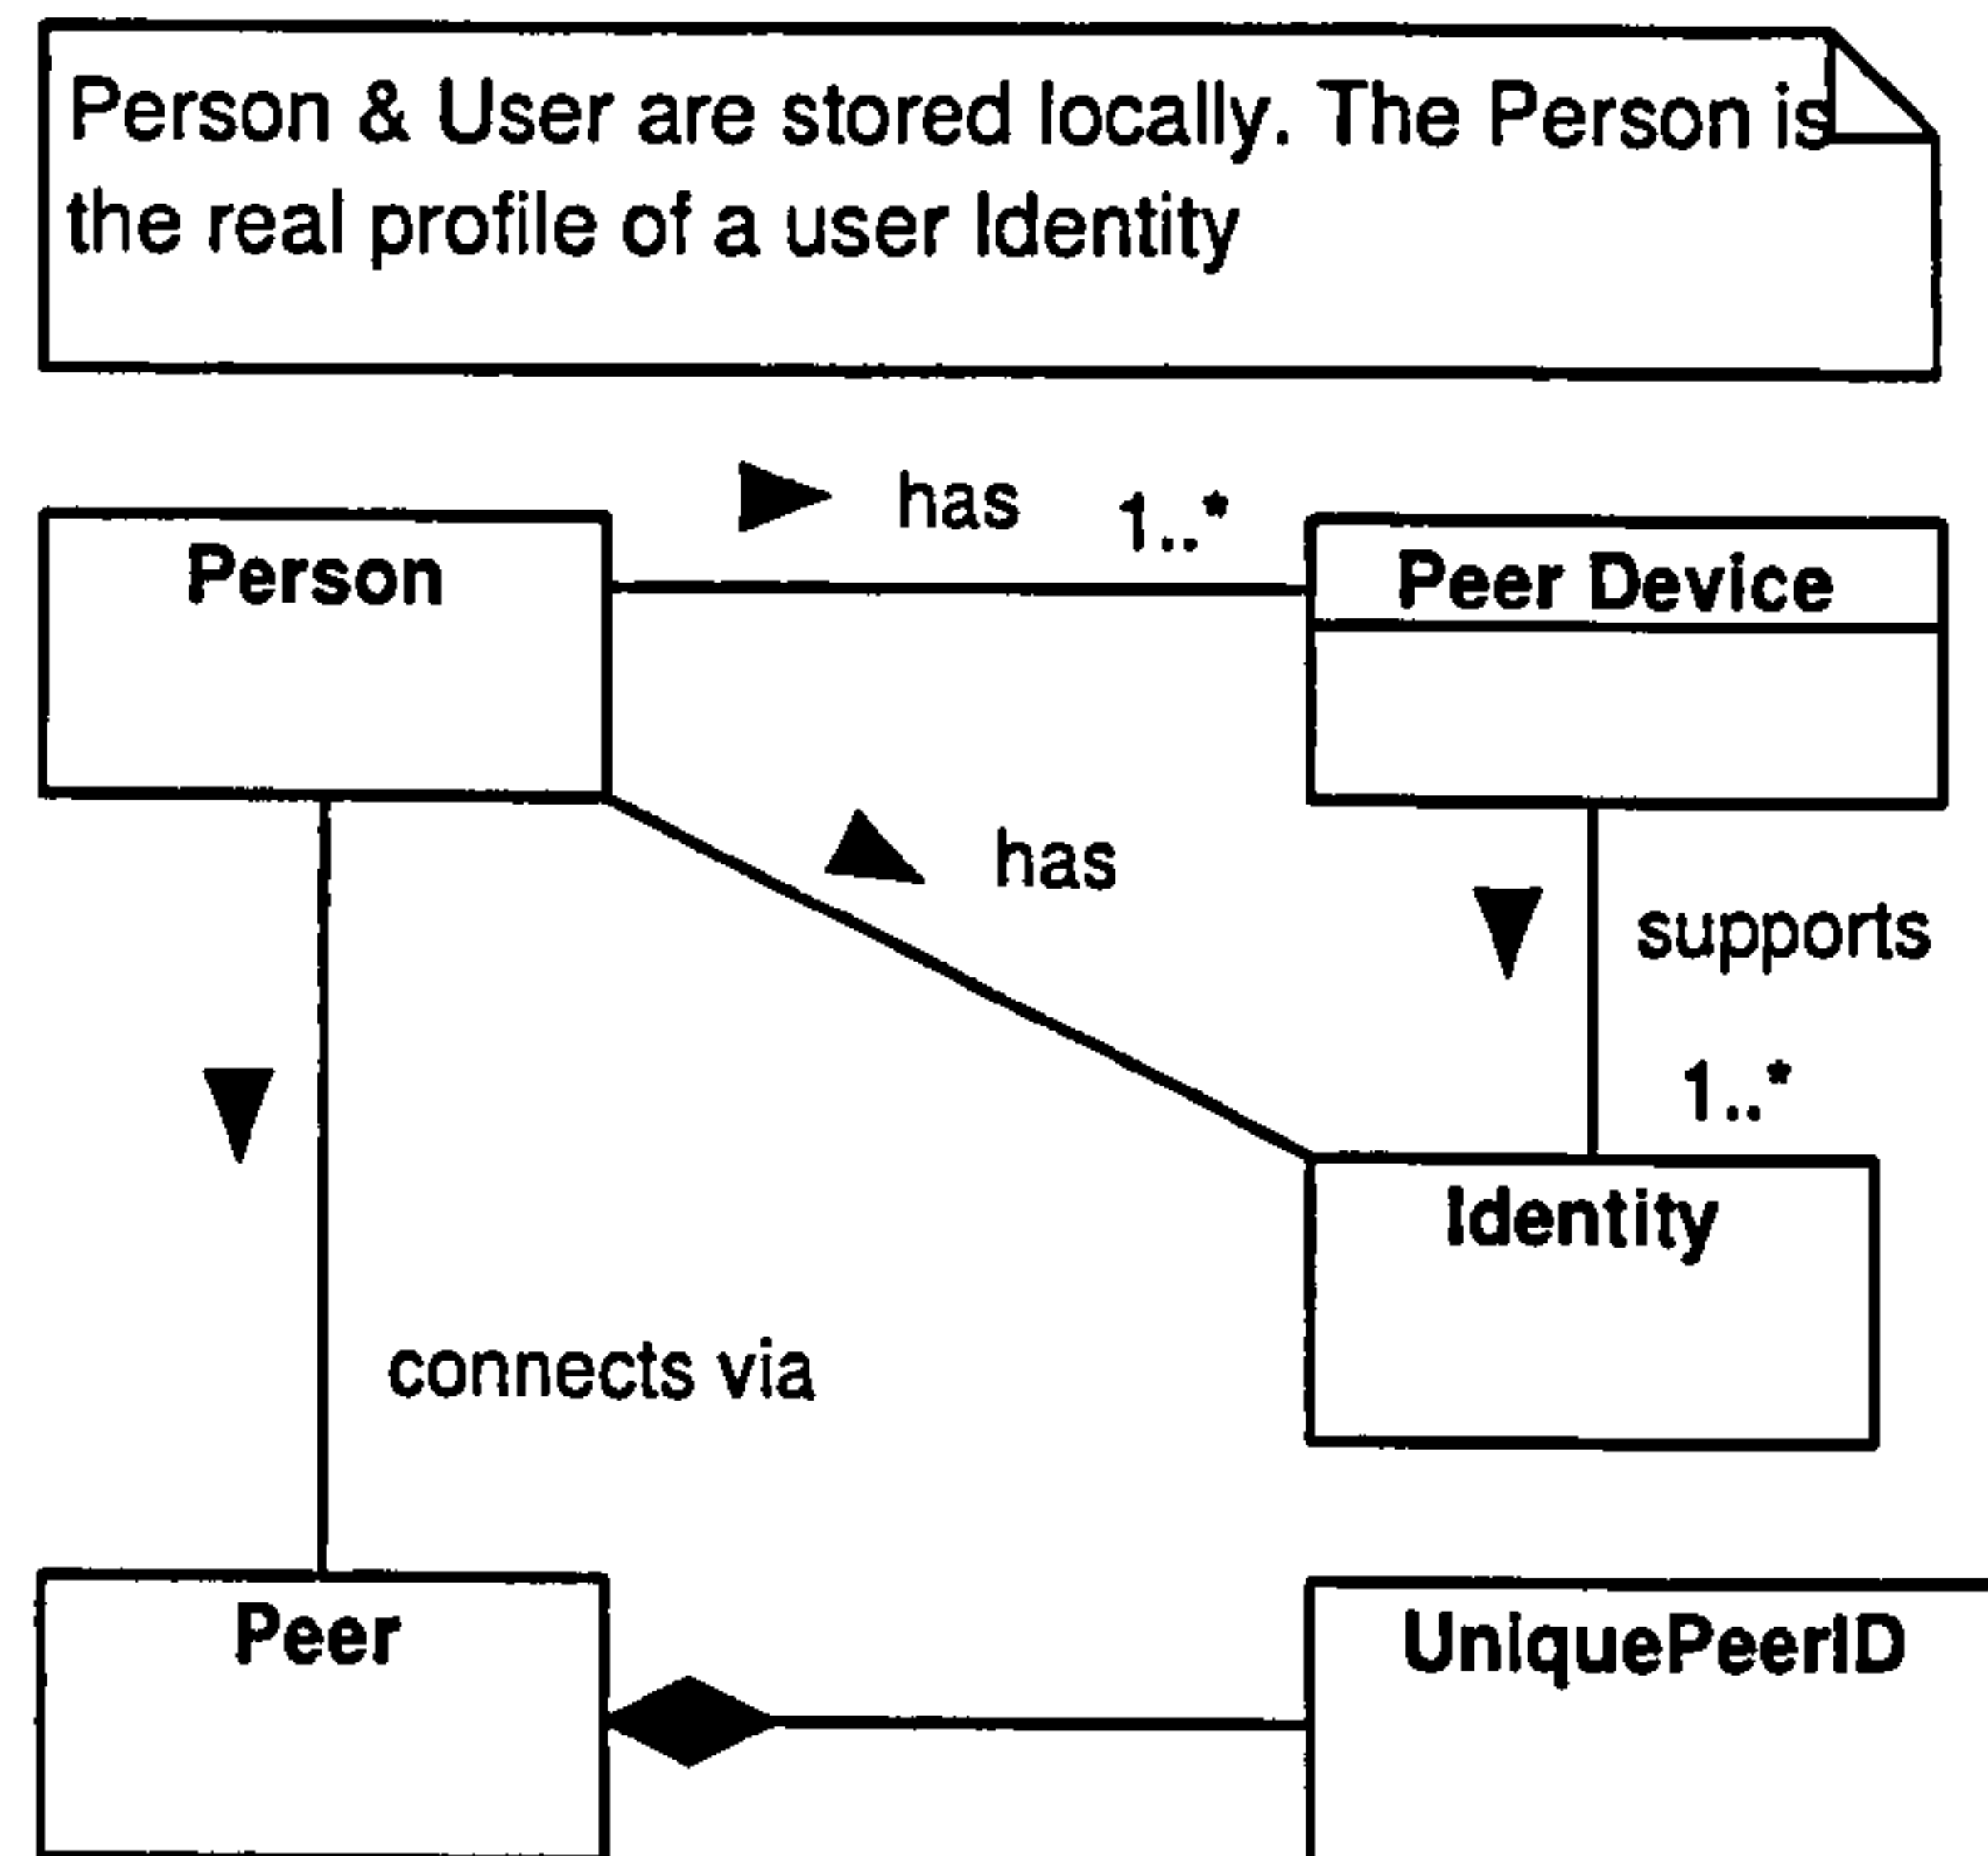 Person & User are stored locally. The Person is
the real profile of a user Identity
has 1..*
Person
Peer Device
has
supports
1..*
Identity
connects via
Peer
UniquePeerID